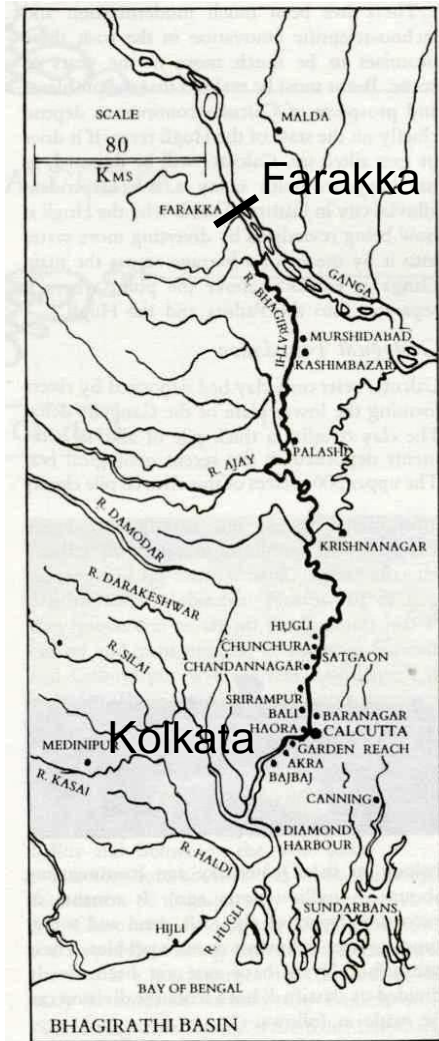 MALDA
SCALE
80
KMS
Farakka
FARAKKA
GANGA
R. BHAGIRATHI
MURSHIDABAD
KASHIMBAZAR
PALASHI
R. AJAY
R. DAMODAR
KRISHNANAGAR
R. DARAKESHWAR
HUGLI
CHUNCHURA
SATGAON
R. SILAI
CHANDANNAGAR
SRIRAMPUR
BALI
BARANAGAR
Kolkata
HAORA
CALCUTTA
MEDINIPUR
GARDEN REACH
AKRA
BAJBAJ
R. KASAI
CANNING
DIAMOND
HARBOUR
R. HALDI
SUNDARBANS
R. HUGLI
HIJLI
BAY OF BENGAL
BHAGIRATHI BASIN